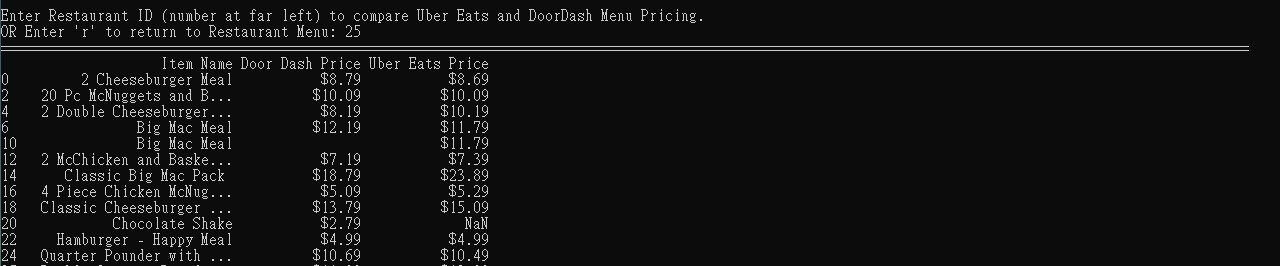 Enter Restaurant ID (number at far left) to compare Uber Eats and DoorDash Menu Pricing.
OR Enter 'r' to return to Restaurant Menu: 25
Item Name Door Dash Price Uber Eats Price
0 2 Cheeseburger Meal $8.79 $8.69
2 20 Pc McNuggets and B... $10.09 $10.09
4 2 Double Cheeseburger... $8.19 $10.19
6 Big Mac Meal $12.19 $11.79
10 Big Mac Meal $11.79
12 2 McChicken and Baske... $7.19 $7.39
14 Classic Big Mac Pack $18.79 $23.89
16 4 Piece Chicken McNug... $5.09 $5.29
18 Classic Cheeseburger ... $13.79 $15.09
20 Chocolate Shake $2.79 NaN
22 Hamburger - Happy Meal $4.99 $4.99
24 Quarter Pounder with ... $10.69 $10.49